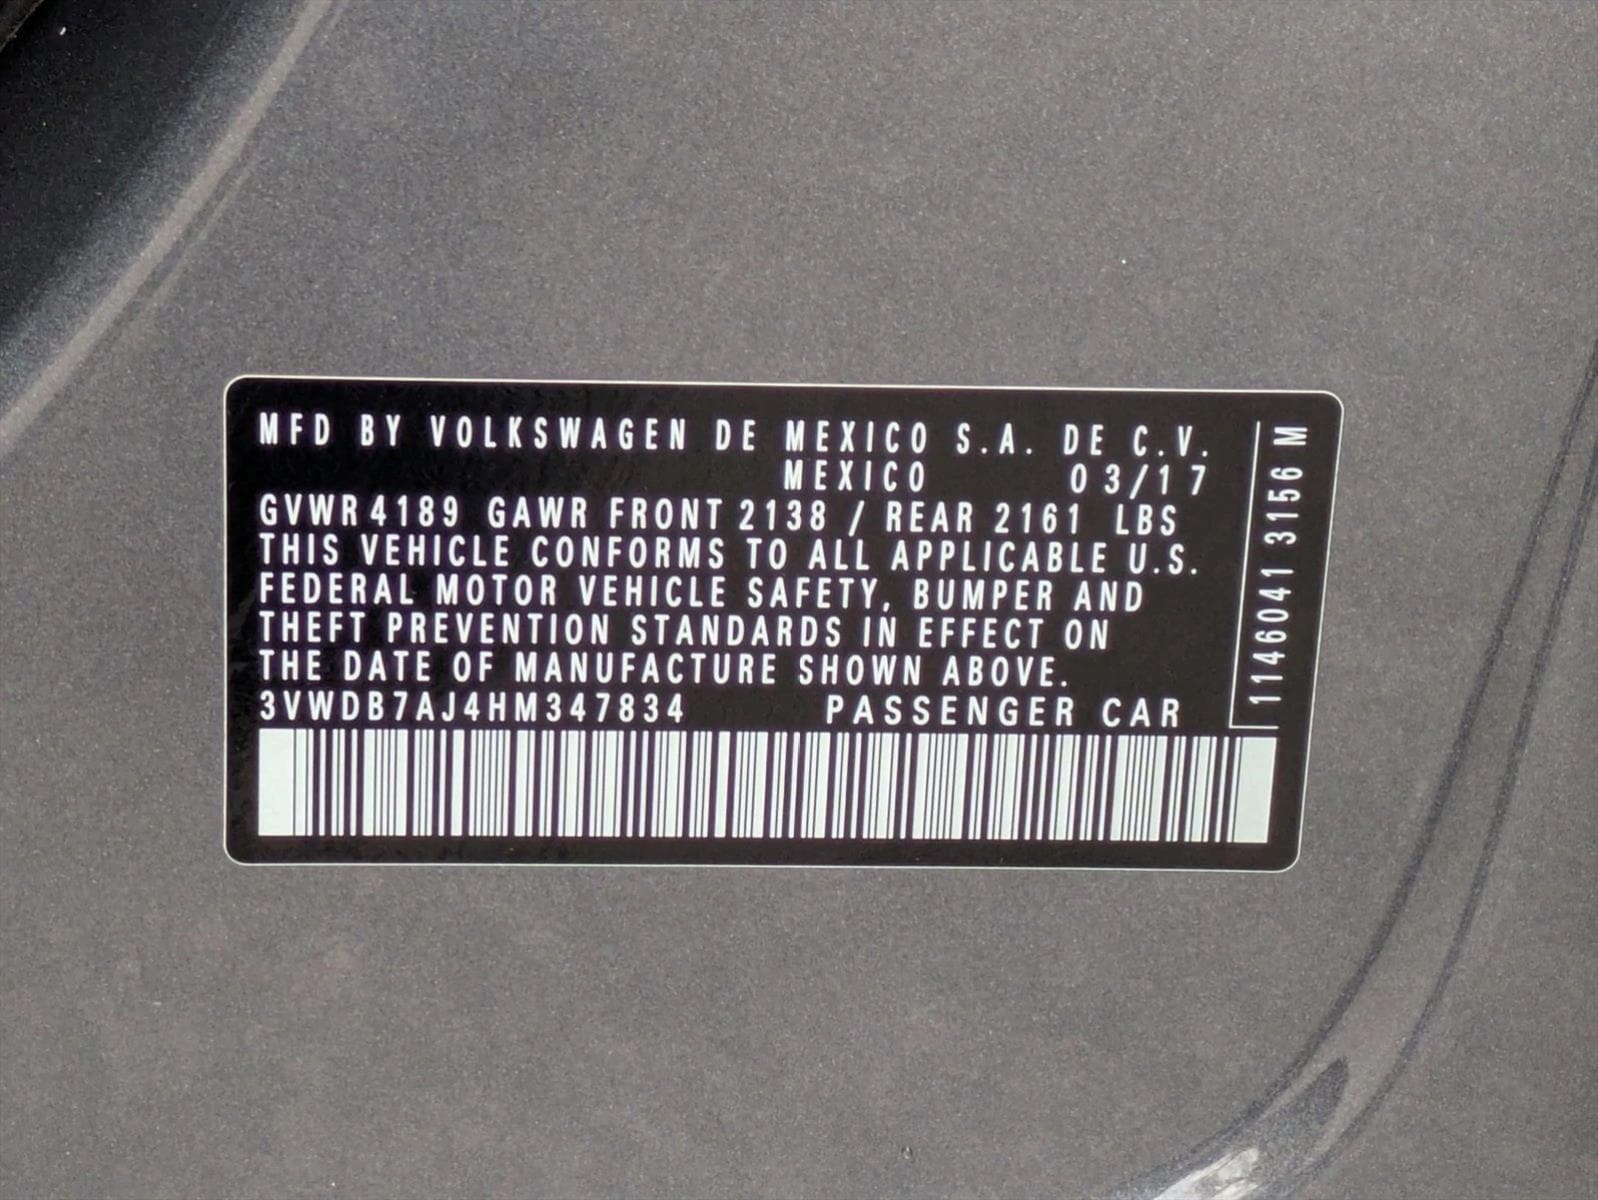 MFD BY VOLKSWAGEN DE MEXICO S.A. DE C.V.
MEXICO 03/17
GVWR 4189 GAWR FRONT 2138 / REAR 2161 LBS
THIS VEHICLE CONFORMS TO ALL APPLICABLE U.S.
FEDERAL MOTOR VEHICLE SAFETY, BUMPER AND
THEFT PREVENTION STANDARDS IN EFFECT ON
THE DATE OF MANUFACTURE SHOWN ABOVE.
3VWDB7AJ4HM347834 PASSENGER CAR
1146041 3156 M